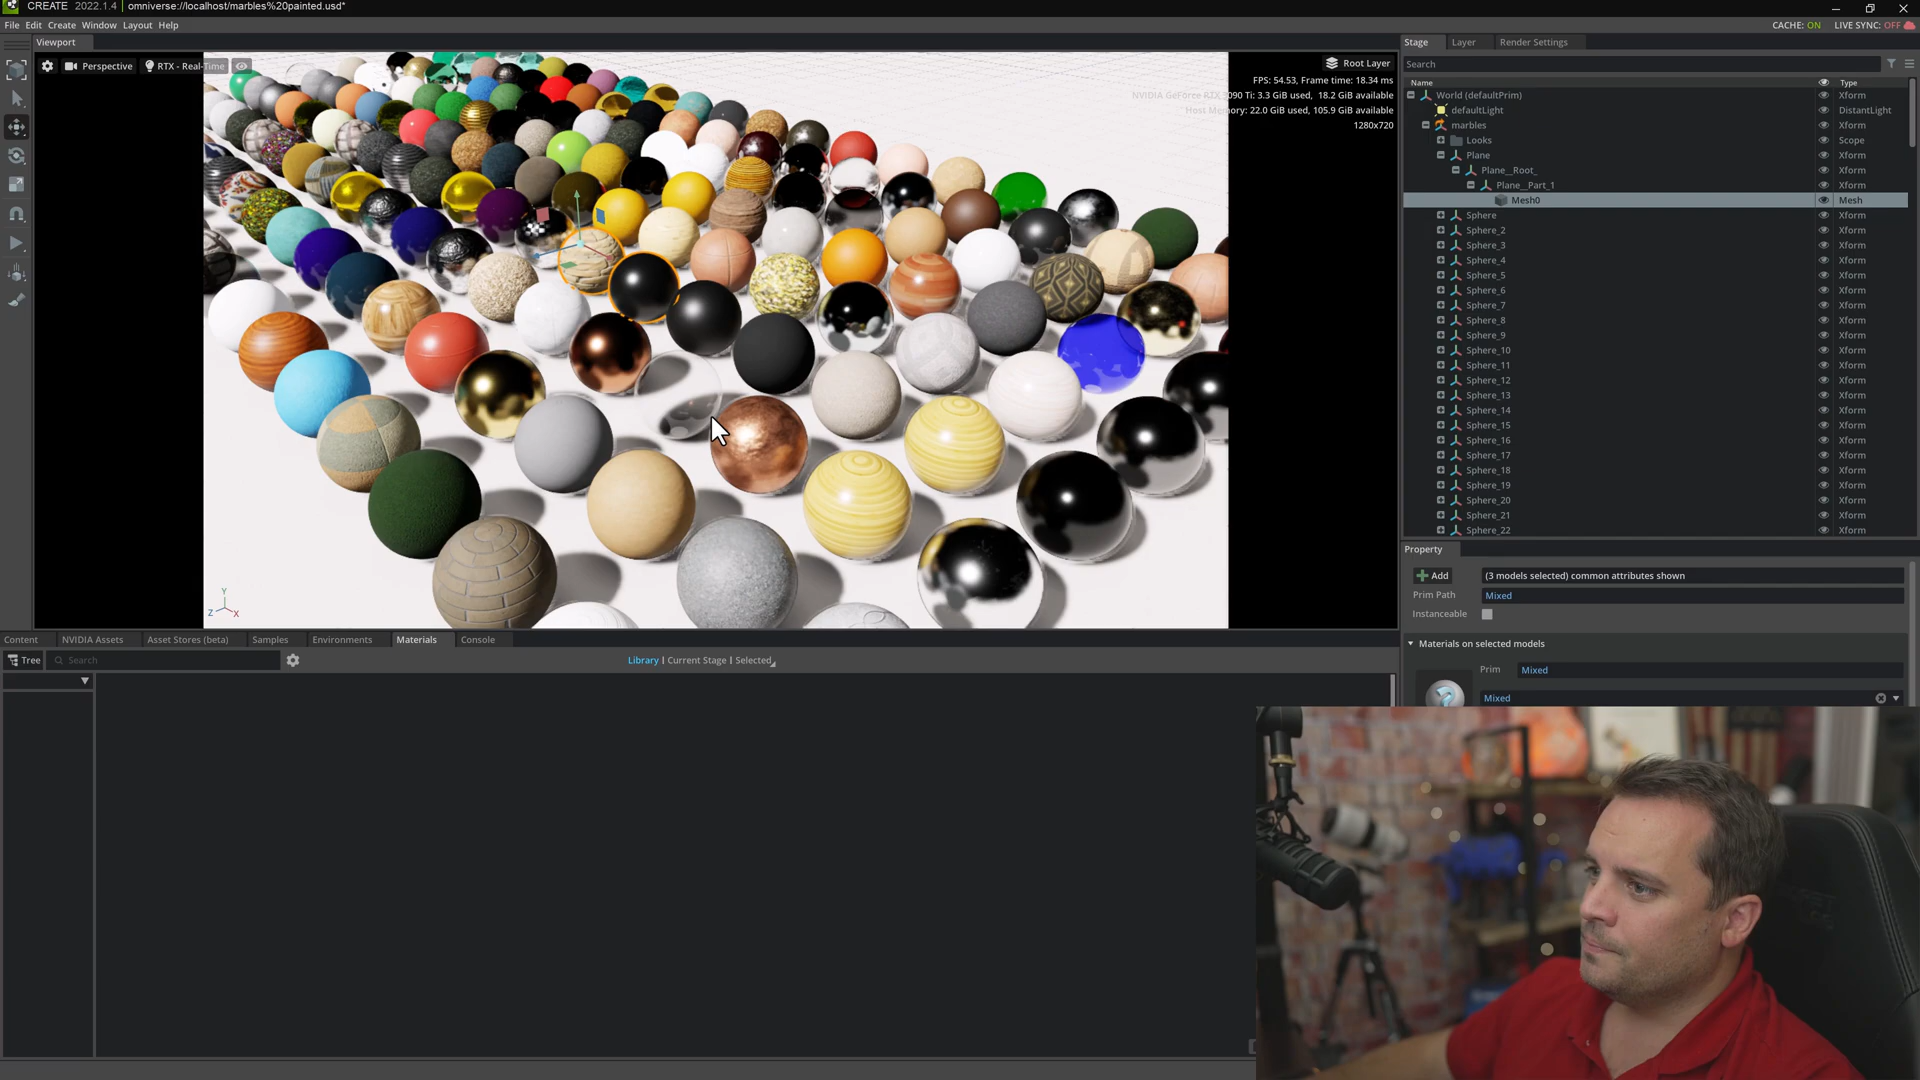 CREATE 2022.1.4 | omniverse://localhost/marbles%20painted.usd*
File Edit Create Window Layout Help
CACHE: ON LIVE SYNC: OFF
Viewport
Perspective
RTX - Real-Time
Root Layer
FPS: 54.53, Frame time: 18.34 ms
NVIDIA GeForce RTX 3090 Ti: 3.3 GiB used, 18.2 GiB available
Host Memory: 22.0 GiB used, 105.9 GiB available
1280x720
Y
Z X
Stage Layer Render Settings
Search
Name Type
World (defaultPrim) Xform
defaultLight DistantLight
marbles Xform
Looks Scope
Plane Xform
Plane__Root_ Xform
Plane__Part_1 Xform
Mesh0 Mesh
Sphere Xform
Sphere_2 Xform
Sphere_3 Xform
Sphere_4 Xform
Sphere_5 Xform
Sphere_6 Xform
Sphere_7 Xform
Sphere_8 Xform
Sphere_9 Xform
Sphere_10 Xform
Sphere_11 Xform
Sphere_12 Xform
Sphere_13 Xform
Sphere_14 Xform
Sphere_15 Xform
Sphere_16 Xform
Sphere_17 Xform
Sphere_18 Xform
Sphere_19 Xform
Sphere_20 Xform
Sphere_21 Xform
Sphere_22 Xform
Property
Add (3 models selected) common attributes shown
Prim Path Mixed
Instanceable
Materials on selected models
Prim Mixed
Mixed
Content NVIDIA Assets Asset Stores (beta) Samples Environments Materials Console
Tree Search
Library | Current Stage | Selected